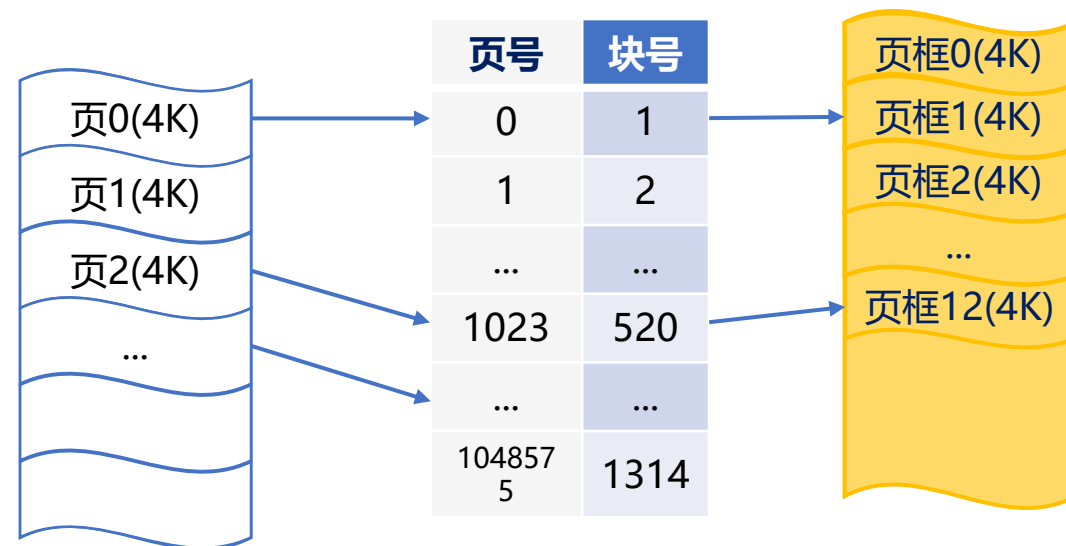 页0(4K)
页1(4K)
页2(4K)
...
页号 块号
0 1
1 2
... ...
1023 520
... ...
104857
5
1314
页框0(4K)
页框1(4K)
页框2(4K)
...
页框12(4K)